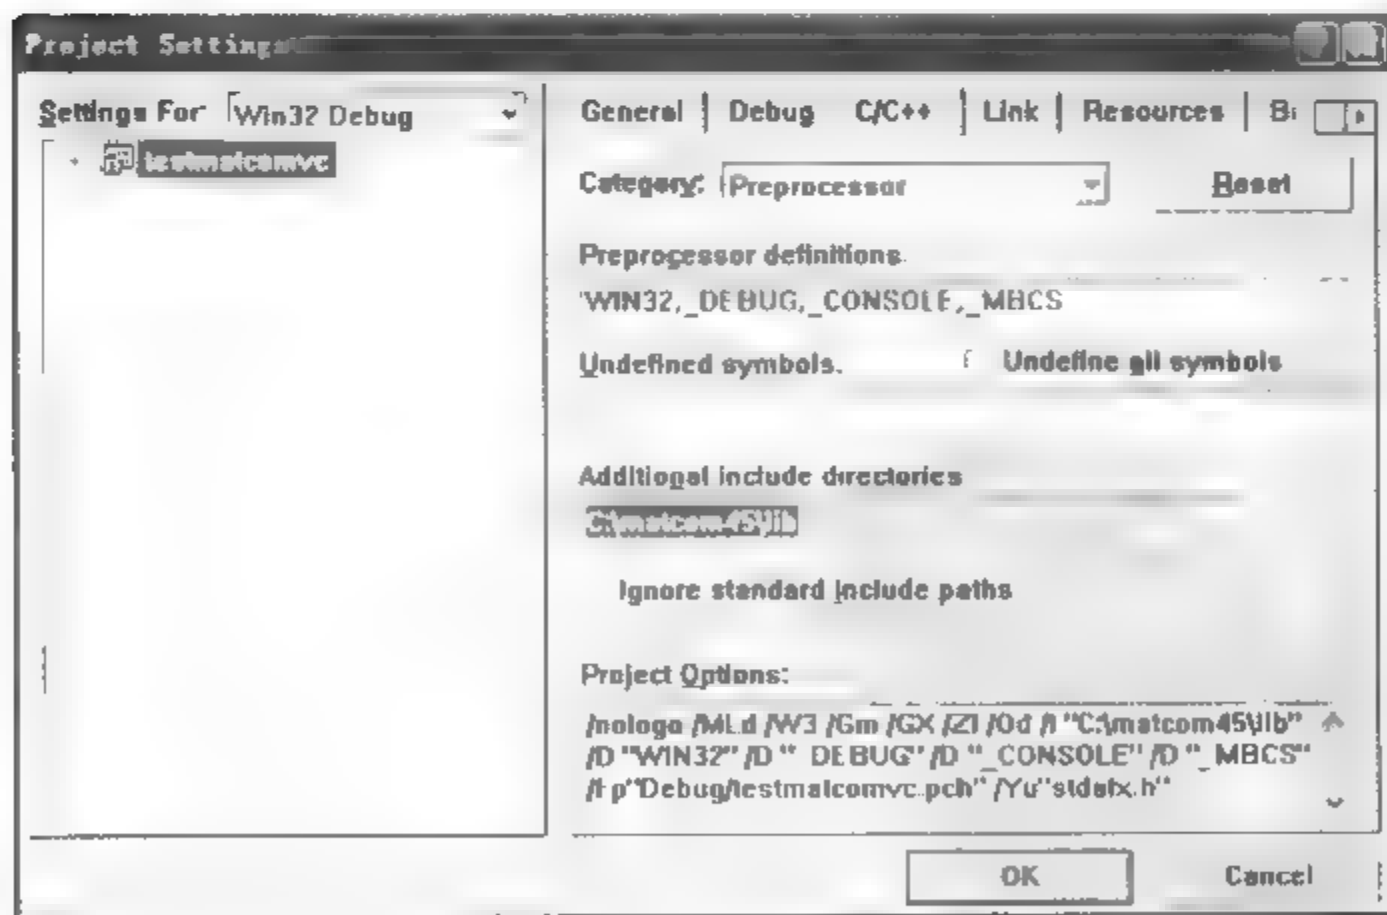 Project Settings
Settings For
Win32 Debug
testmatcomvc
General
Debug
C/C++
Link
Resources
Category:
Preprocessor
Reset
Preprocessor definitions
WIN32,_DEBUG,_CONSOLE,_MBCS
Undefined symbols.
Undefine all symbols
Additional include directories
C:\matcom45\lib
Ignore standard include paths
Project Options:
/nologo /MLd /W3 /Gm /GX /ZI /Od /I "C:\matcom45\lib"
/D "WIN32" /D "_DEBUG" /D "_CONSOLE" /D "_MBCS"
/Fp"Debug/testmatcomvc.pch" /Yu"stdafx.h"
OK
Cancel